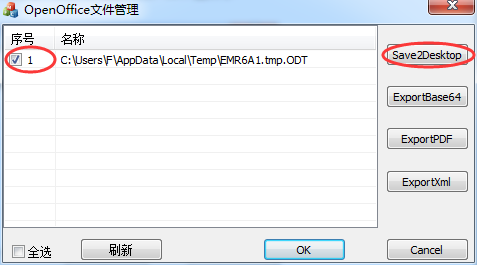 OpenOffice文件管理
序号 名称
1 C:\Users\F\AppData\Local\Temp\EMR6A1.tmp.ODT
Save2Desktop
ExportBase64
ExportPDF
ExportXml
全选 刷新 OK Cancel